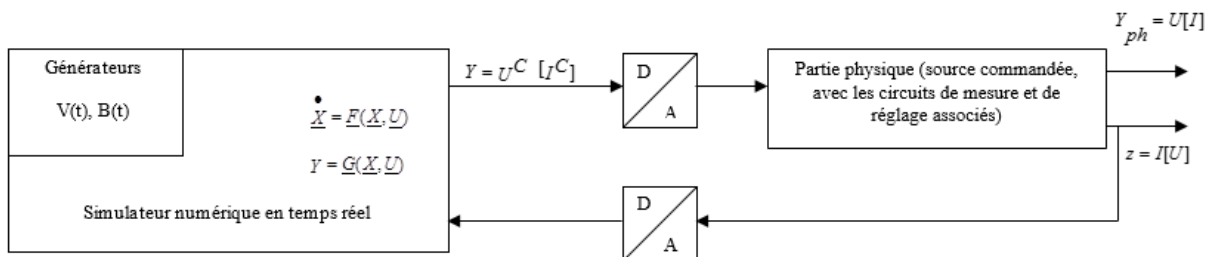 Générateurs
V(t), B(t)
Ẋ = F(X,U)
Y = G(X,U)
Simulateur numérique en temps réel
Y = U^C [I^C]
D
A
Partie physique (source commandée,
avec les circuits de mesure et de
réglage associés)
Y_ph = U[I]
z = I[U]
D
A